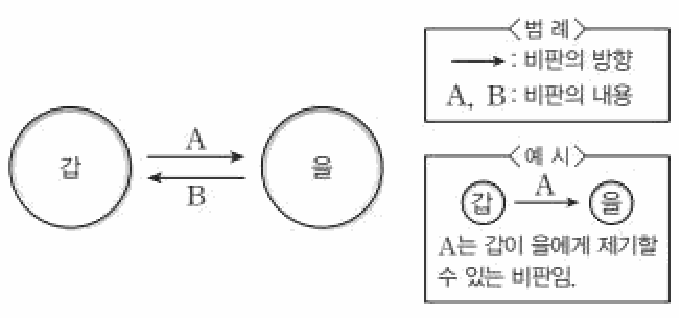 갑
A
B
을
〈범 례〉
→ : 비판의 방향
A, B : 비판의 내용
〈예 시〉
갑
A
을
A는 갑이 을에게 제기할
수 있는 비판임.